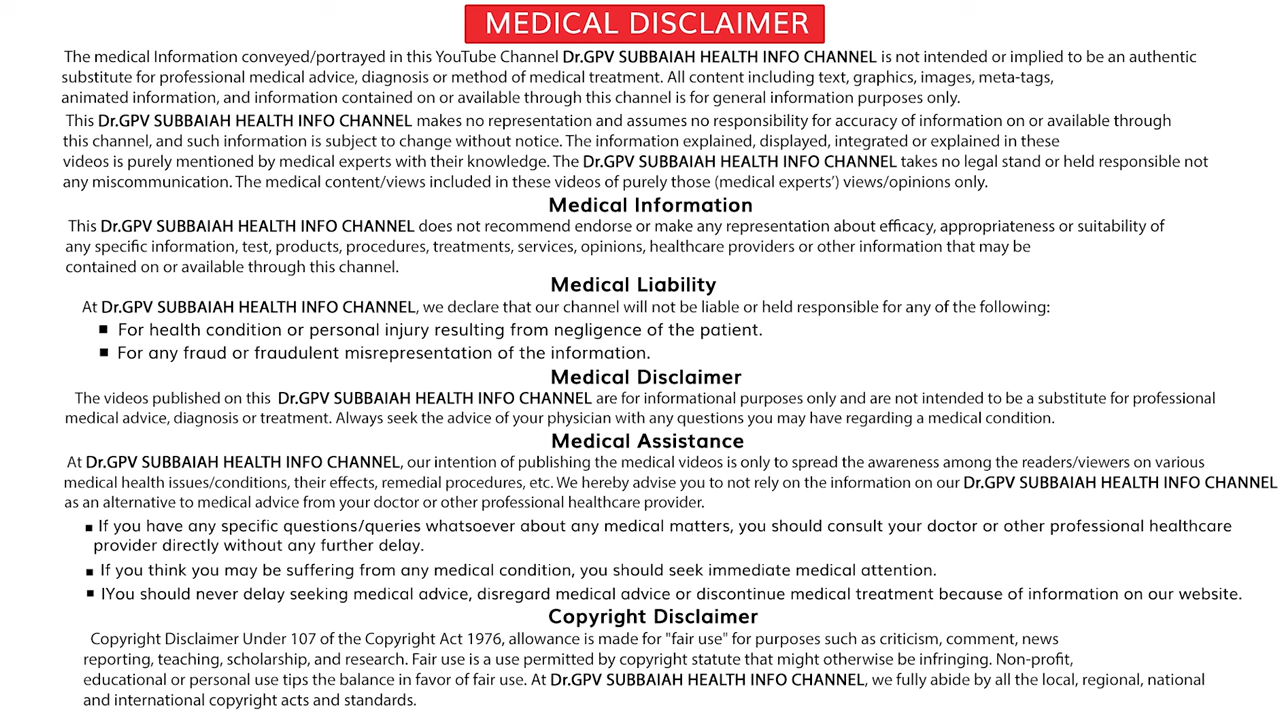 MEDICAL DISCLAIMER
The medical Information conveyed/portrayed in this YouTube Channel Dr.GPV SUBBAIAH HEALTH INFO CHANNEL is not intended or implied to be an authentic
substitute for professional medical advice, diagnosis or method of medical treatment. All content including text, graphics, images, meta-tags,
animated information, and information contained on or available through this channel is for general information purposes only.
This Dr.GPV SUBBAIAH HEALTH INFO CHANNEL makes no representation and assumes no responsibility for accuracy of information on or available through
this channel, and such information is subject to change without notice. The information explained, displayed, integrated or explained in these
videos is purely mentioned by medical experts with their knowledge. The Dr.GPV SUBBAIAH HEALTH INFO CHANNEL takes no legal stand or held responsible not
any miscommunication. The medical content/views included in these videos of purely those (medical experts’) views/opinions only.
Medical Information
This Dr.GPV SUBBAIAH HEALTH INFO CHANNEL does not recommend endorse or make any representation about efficacy, appropriateness or suitability of
any specific information, test, products, procedures, treatments, services, opinions, healthcare providers or other information that may be
contained on or available through this channel.
Medical Liability
At Dr.GPV SUBBAIAH HEALTH INFO CHANNEL, we declare that our channel will not be liable or held responsible for any of the following:
▪ For health condition or personal injury resulting from negligence of the patient.
▪ For any fraud or fraudulent misrepresentation of the information.
Medical Disclaimer
The videos published on this Dr.GPV SUBBAIAH HEALTH INFO CHANNEL are for informational purposes only and are not intended to be a substitute for professional
medical advice, diagnosis or treatment. Always seek the advice of your physician with any questions you may have regarding a medical condition.
Medical Assistance
At Dr.GPV SUBBAIAH HEALTH INFO CHANNEL, our intention of publishing the medical videos is only to spread the awareness among the readers/viewers on various
medical health issues/conditions, their effects, remedial procedures, etc. We hereby advise you to not rely on the information on our Dr.GPV SUBBAIAH HEALTH INFO CHANNEL
as an alternative to medical advice from your doctor or other professional healthcare provider.
▪ If you have any specific questions/queries whatsoever about any medical matters, you should consult your doctor or other professional healthcare
provider directly without any further delay.
▪ If you think you may be suffering from any medical condition, you should seek immediate medical attention.
▪ IYou should never delay seeking medical advice, disregard medical advice or discontinue medical treatment because of information on our website.
Copyright Disclaimer
Copyright Disclaimer Under 107 of the Copyright Act 1976, allowance is made for "fair use" for purposes such as criticism, comment, news
reporting, teaching, scholarship, and research. Fair use is a use permitted by copyright statute that might otherwise be infringing. Non-profit,
educational or personal use tips the balance in favor of fair use. At Dr.GPV SUBBAIAH HEALTH INFO CHANNEL, we fully abide by all the local, regional, national
and international copyright acts and standards.